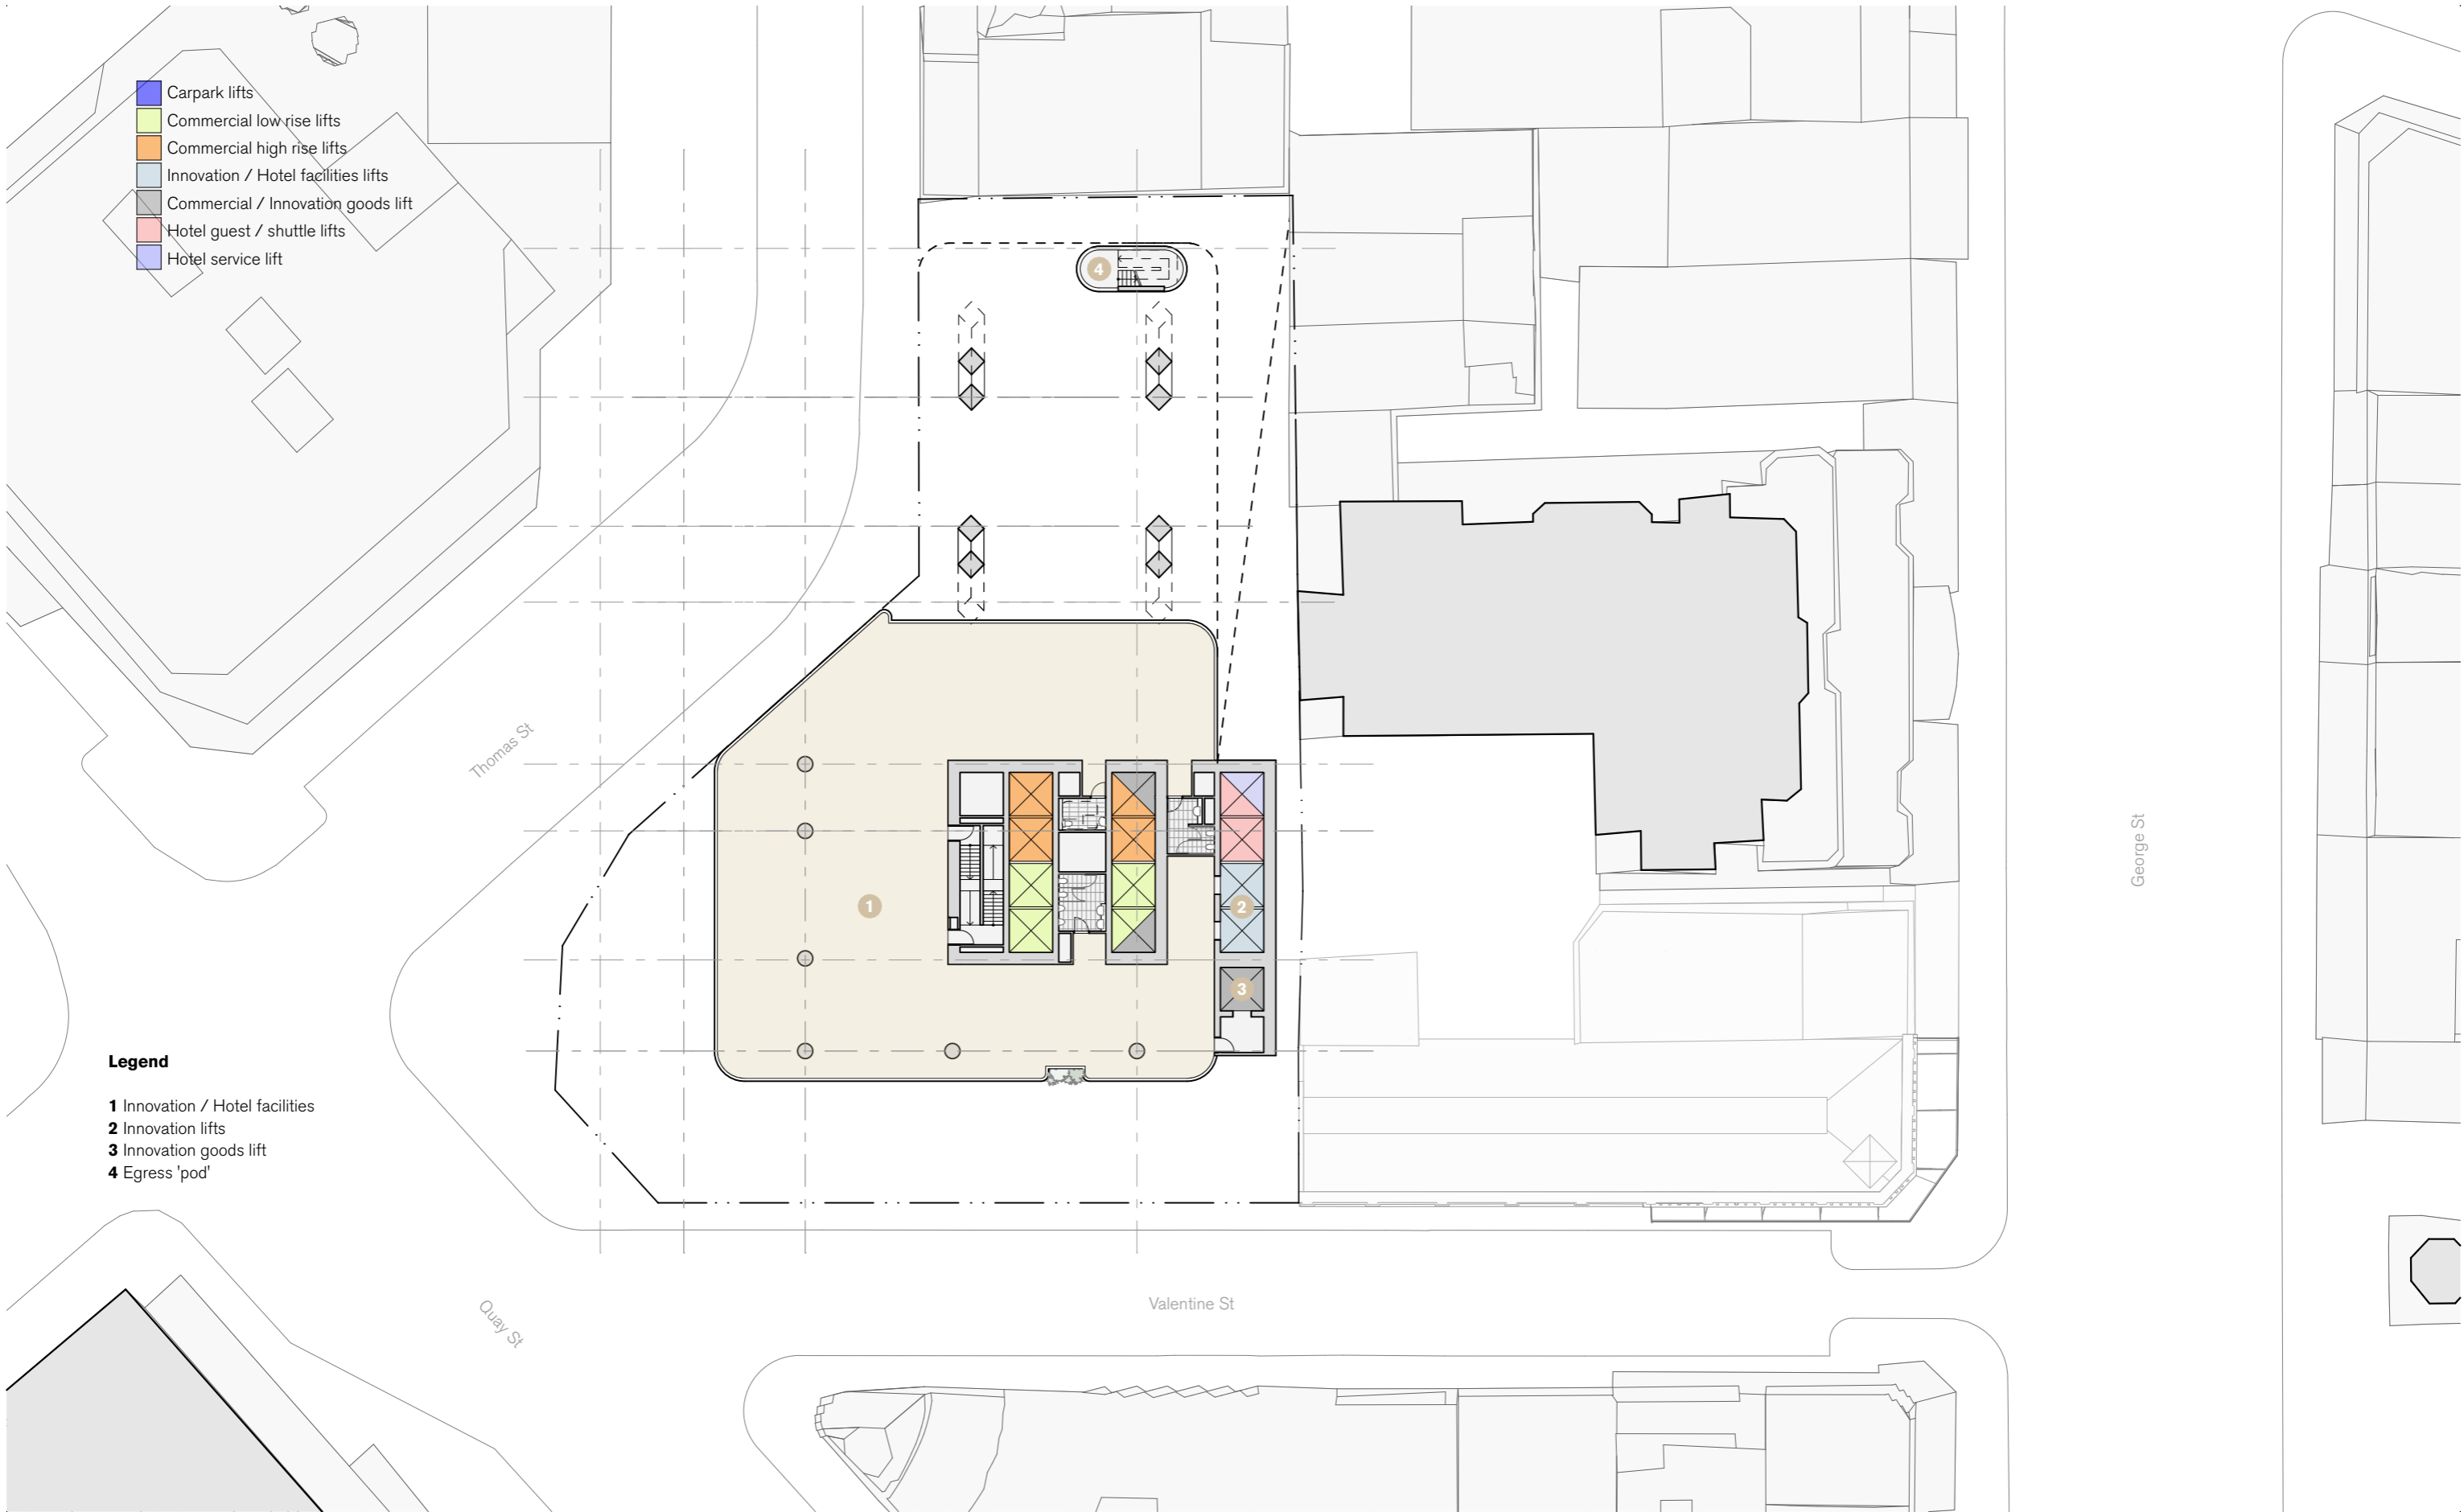 Carpark lifts
Commercial low rise lifts
Commercial high rise lifts
Innovation / Hotel facilities lifts
Commercial / Innovation goods lift
Hotel guest / shuttle lifts
Hotel service lift
4
Thomas St
George St
1
2
3
Legend
1 Innovation / Hotel facilities
2 Innovation lifts
3 Innovation goods lift
4 Egress 'pod'
Quay St
Valentine St